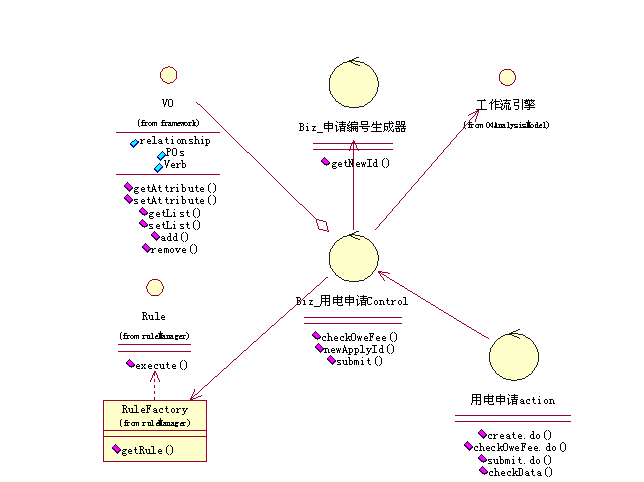 VO
(from framework)
relationship
POs
Verb
getAttribute()
setAttribute()
getList()
setList()
add()
remove()
Biz_申请编号生成器
getNewId()
工作流引擎
(from 04AnalysisModel)
Rule
(from ruleManager)
execute()
Biz_用电申请Control
checkOweFee()
newApplyId()
submit()
RuleFactory
(from ruleManager)
getRule()
用电申请action
create.do()
checkOweFee.do()
submit.do()
checkData()